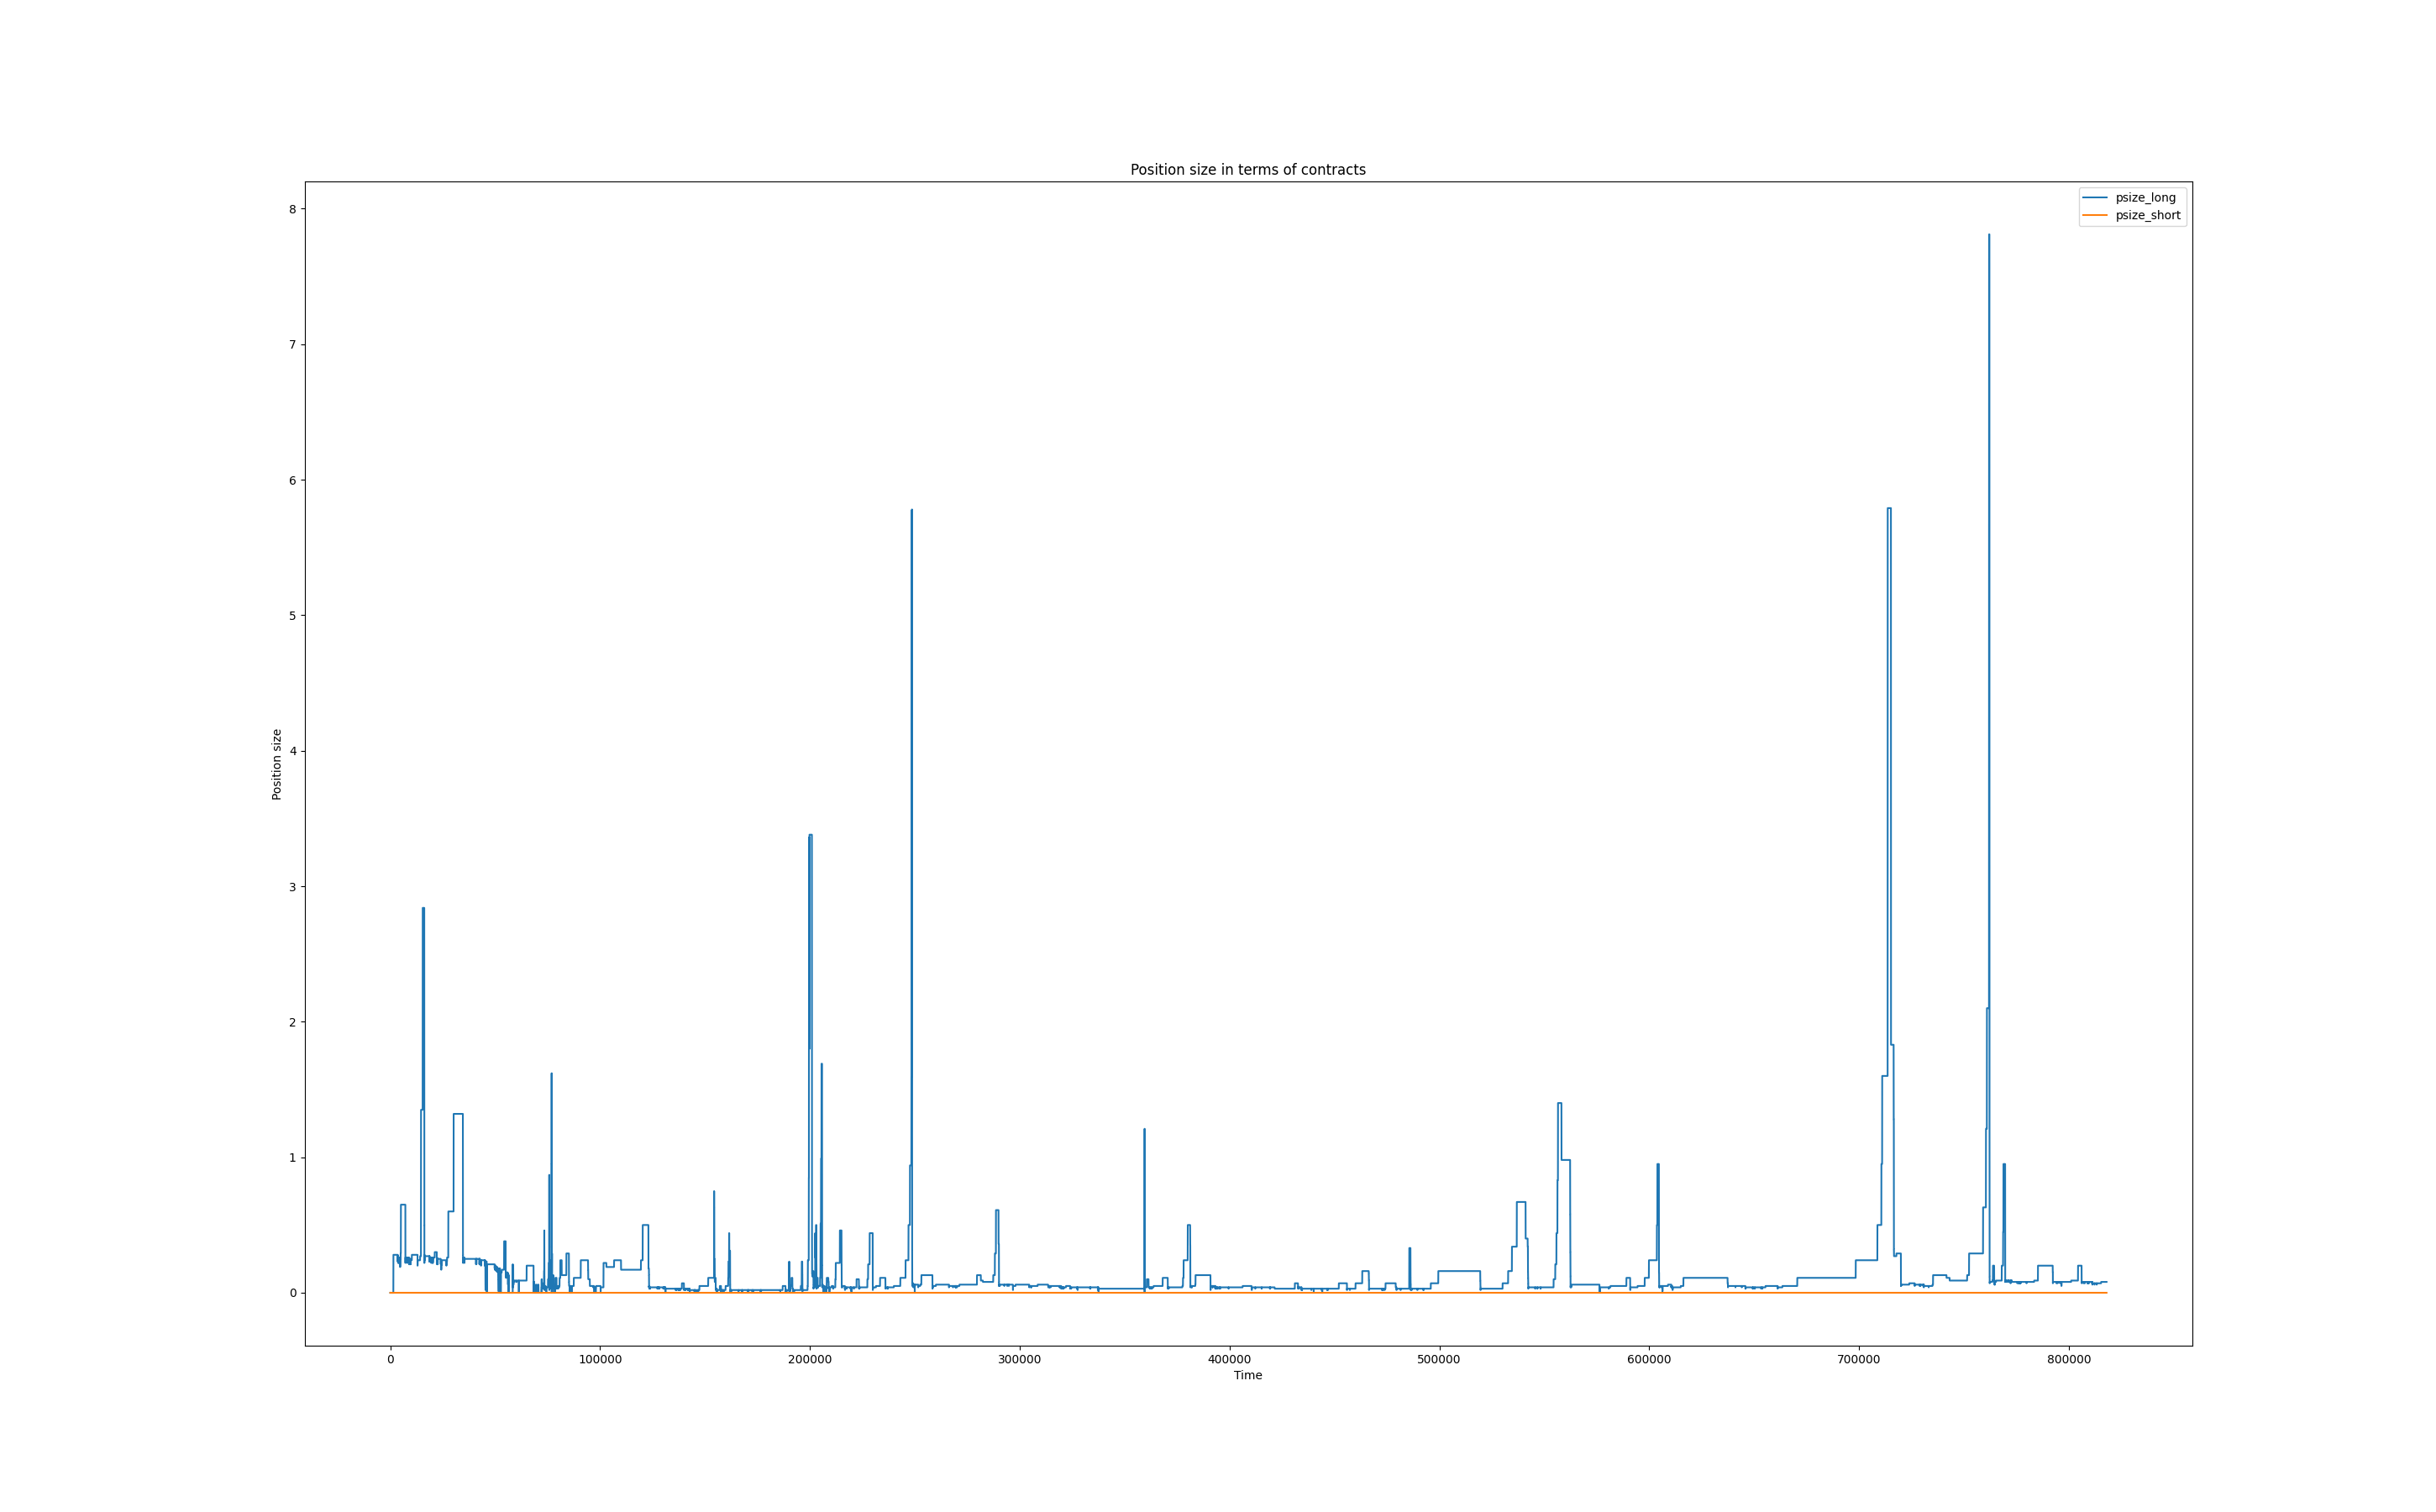 Position size in terms of contracts
psize_long
psize_short
8
7
6
5
4
3
2
1
0
Position size
0 100000 200000 300000 400000 500000 600000 700000 800000
Time